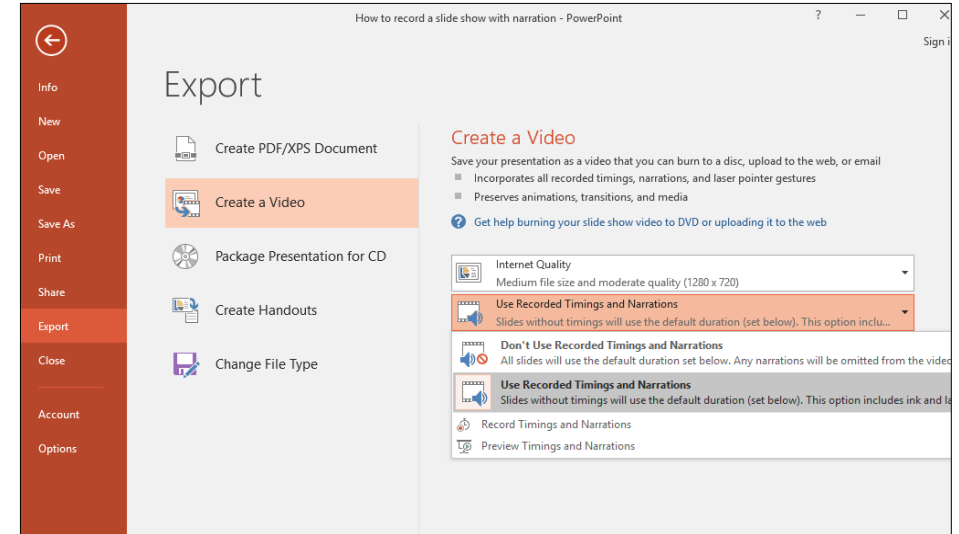 How to record a slide show with narration - PowerPoint
?
Sign i
Info
New
Open
Save
Save As
Print
Share
Export
Close
Account
Options
Export
Create PDF/XPS Document
Create a Video
Package Presentation for CD
Create Handouts
Change File Type
Create a Video
Save your presentation as a video that you can burn to a disc, upload to the web, or email
Incorporates all recorded timings, narrations, and laser pointer gestures
Preserves animations, transitions, and media
? Get help burning your slide show video to DVD or uploading it to the web
Internet Quality
Medium file size and moderate quality (1280 x 720)
Use Recorded Timings and Narrations
Slides without timings will use the default duration (set below). This option inclu...
Don't Use Recorded Timings and Narrations
All slides will use the default duration set below. Any narrations will be omitted from the video
Use Recorded Timings and Narrations
Slides without timings will use the default duration (set below). This option includes ink and la
Record Timings and Narrations
Preview Timings and Narrations